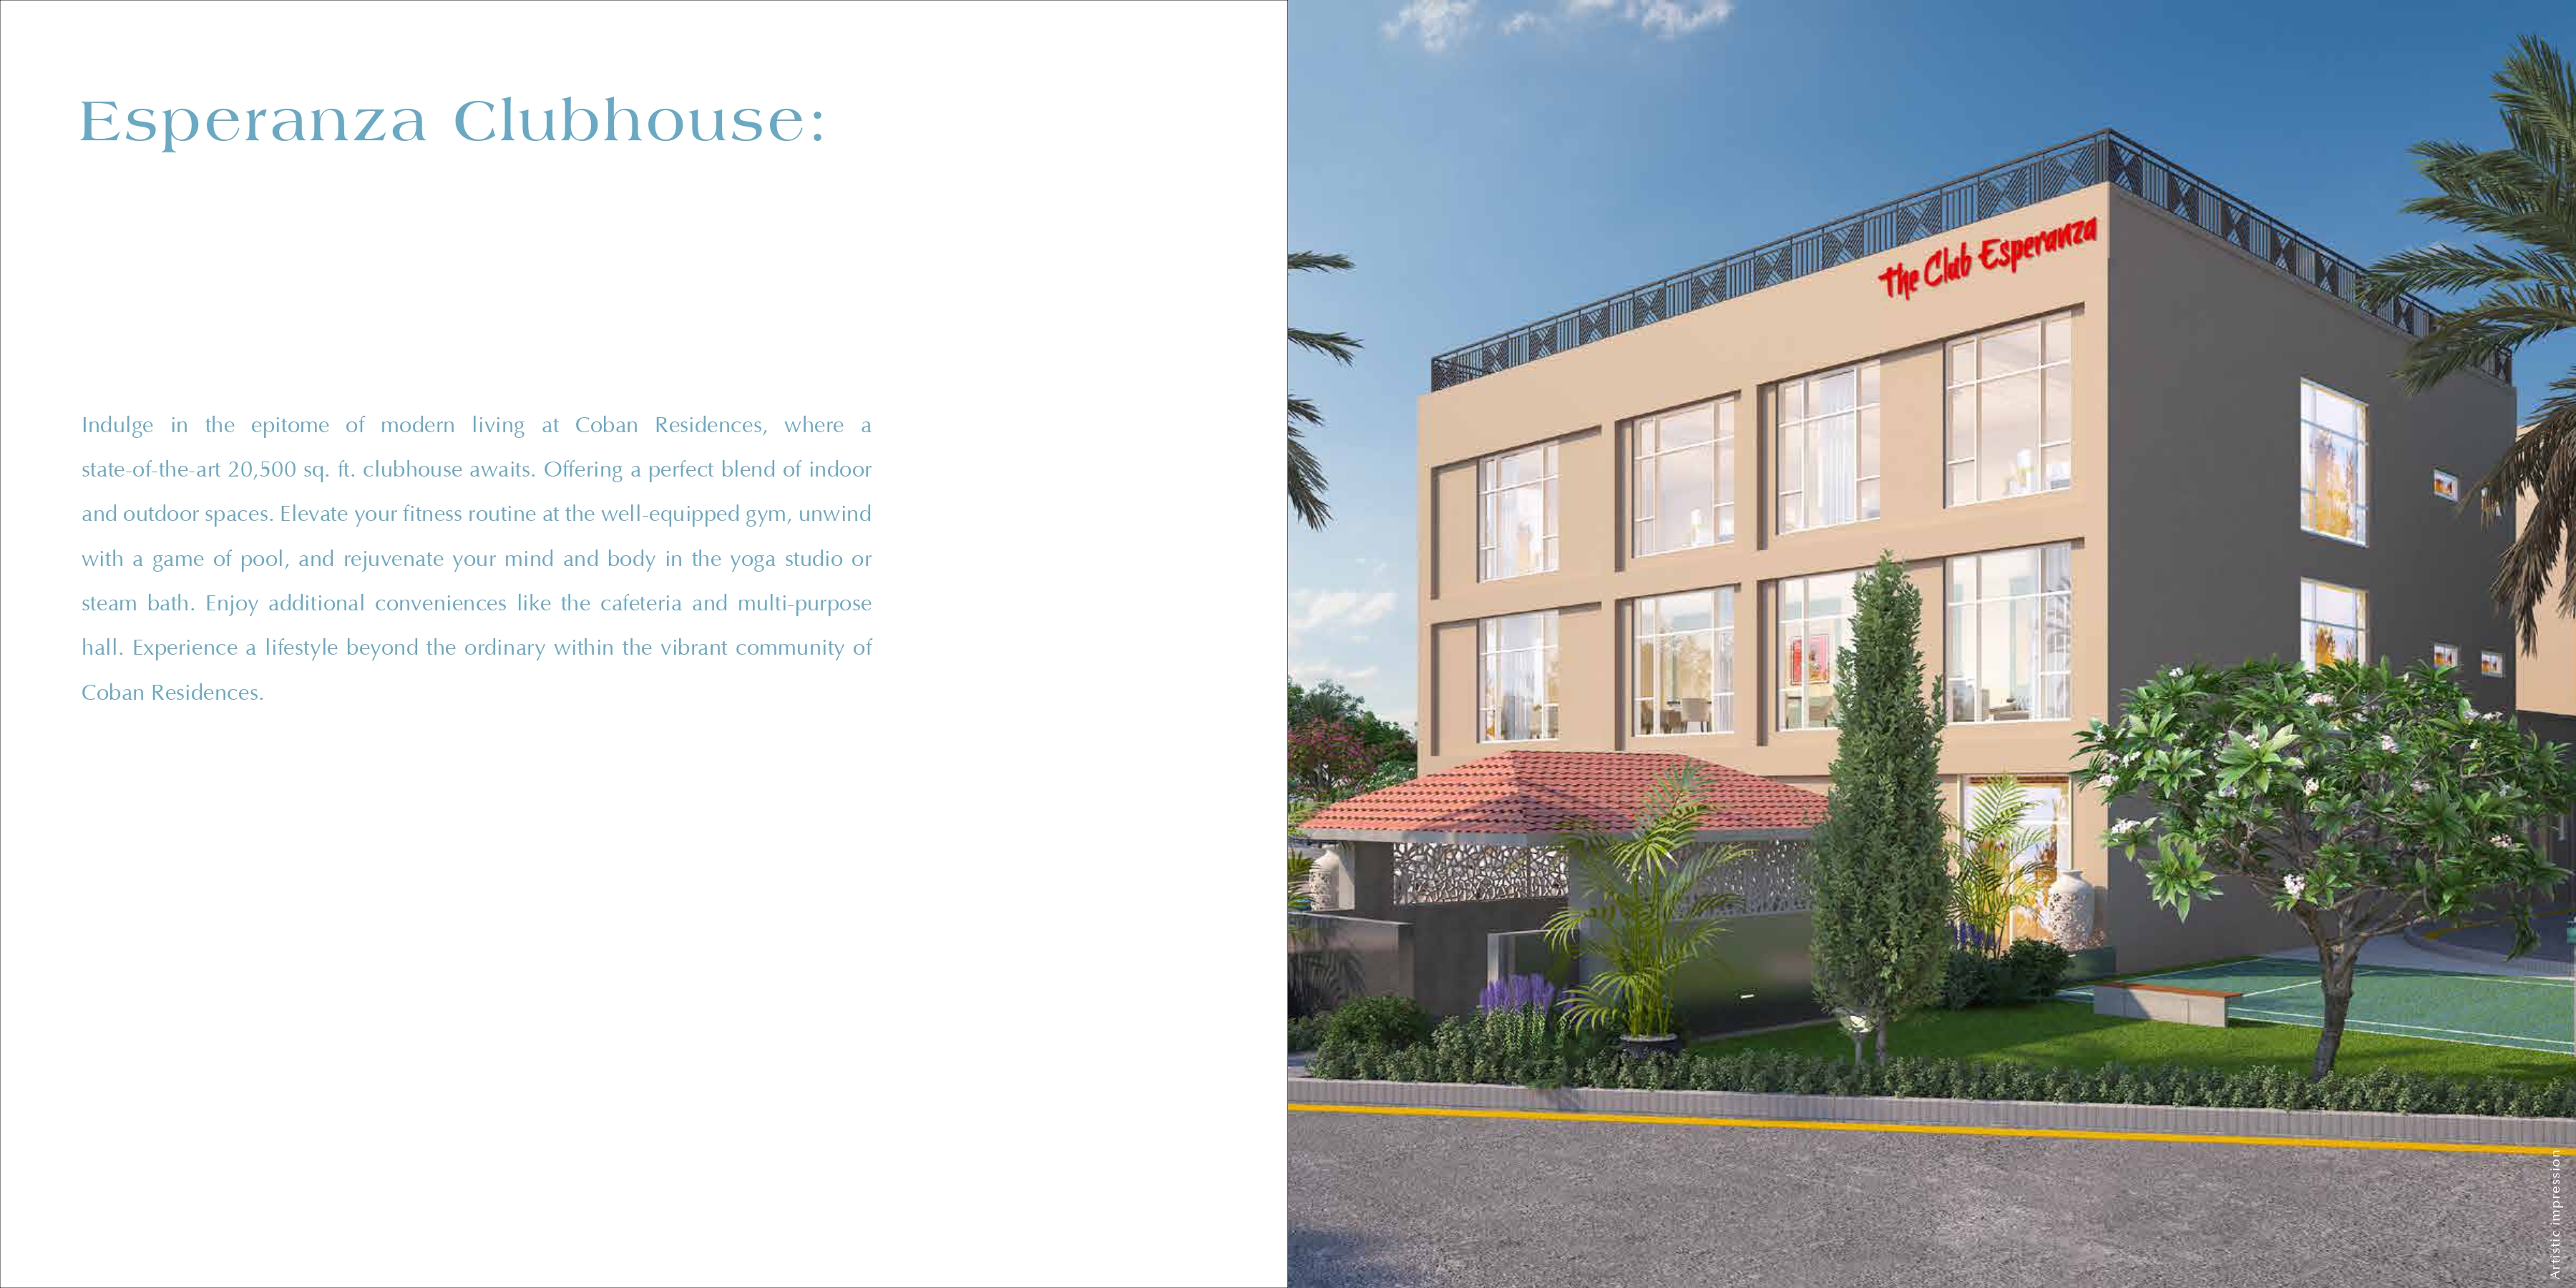 Esperanza Clubhouse:
Indulge in the epitome of modern living at Coban Residences, where a
state-of-the-art 20,500 sq. ft. clubhouse awaits. Offering a perfect blend of indoor
and outdoor spaces. Elevate your fitness routine at the well-equipped gym, unwind
with a game of pool, and rejuvenate your mind and body in the yoga studio or
steam bath. Enjoy additional conveniences like the cafeteria and multi-purpose
hall. Experience a lifestyle beyond the ordinary within the vibrant community of
Coban Residences.
The Club Esperanza
Artistic impression